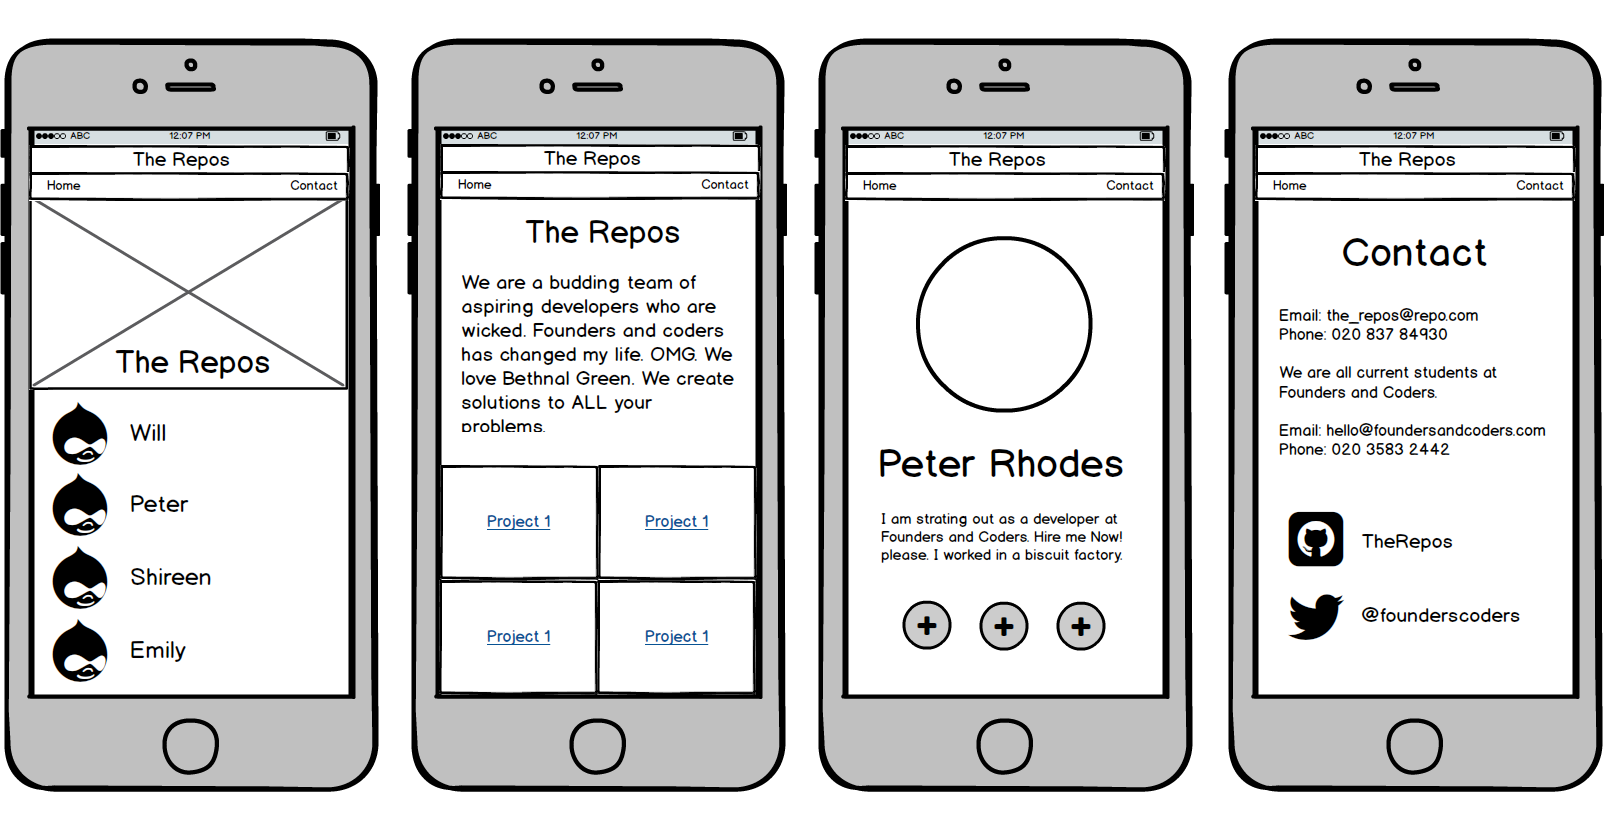 ABC 12:07 PM
The Repos
Home Contact
The Repos
Will
Peter
Shireen
Emily
ABC 12:07 PM
The Repos
Home Contact
The Repos
We are a budding team of
aspiring developers who are
wicked. Founders and coders
has changed my life. OMG. We
love Bethnal Green. We create
solutions to ALL your
problems.
Project 1 Project 1
Project 1 Project 1
ABC 12:07 PM
The Repos
Home Contact
Peter Rhodes
I am strating out as a developer at
Founders and Coders. Hire me Now!
please. I worked in a biscuit factory.
ABC 12:07 PM
The Repos
Home Contact
Contact
Email: the_repos@repo.com
Phone: 020 837 84930
We are all current students at
Founders and Coders.
Email: hello@foundersandcoders.com
Phone: 020 3583 2442
TheRepos
@founderscoders